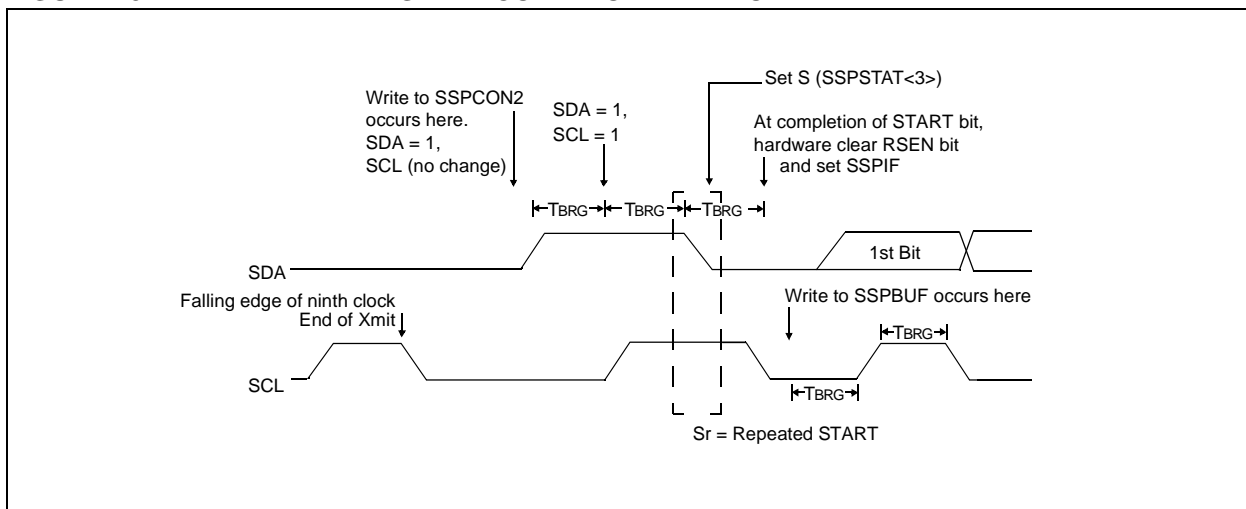 Set S (SSPSTAT<3>)
Write to SSPCON2
occurs here.
SDA = 1,
SCL (no change)
SDA = 1,
SCL = 1
At completion of START bit,
hardware clear RSEN bit
and set SSPIF
TBRG
TBRG
TBRG
SDA
1st Bit
Falling edge of ninth clock
End of Xmit
Write to SSPBUF occurs here
TBRG
SCL
TBRG
Sr = Repeated START